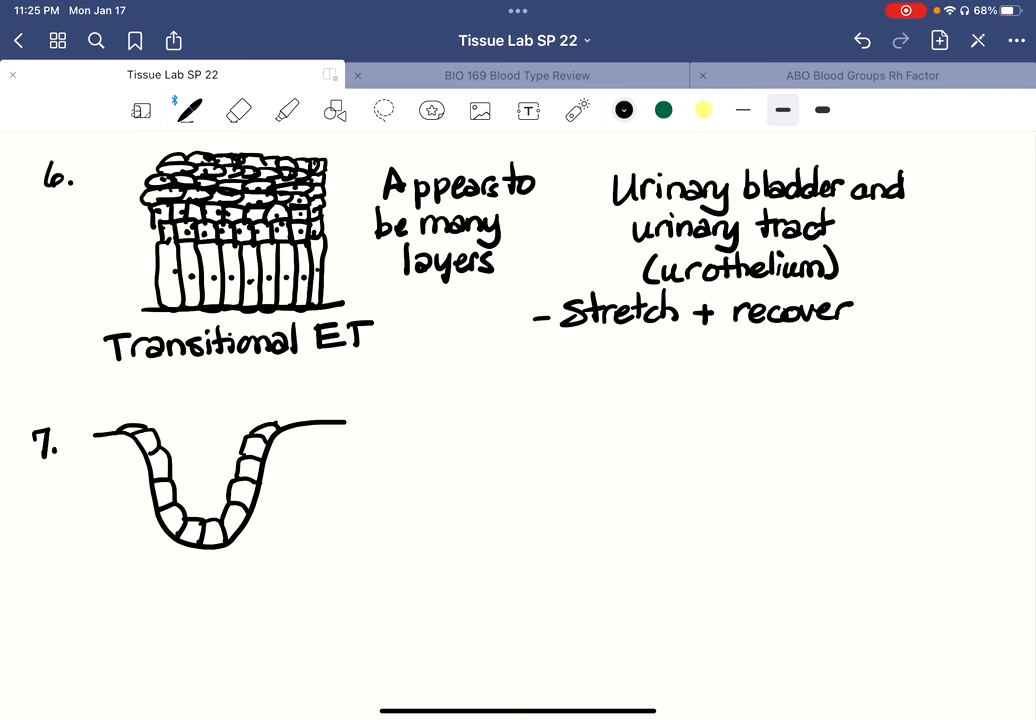 11:25 PM Mon Jan 17
68%
Tissue Lab SP 22
Tissue Lab SP 22
BIO 169 Blood Type Review
ABO Blood Groups Rh Factor
T
6.
Appears to
be many
layers
Urinary bladder and
urinary tract
(urothelium)
- Stretch + recover
Transitional ET
7.